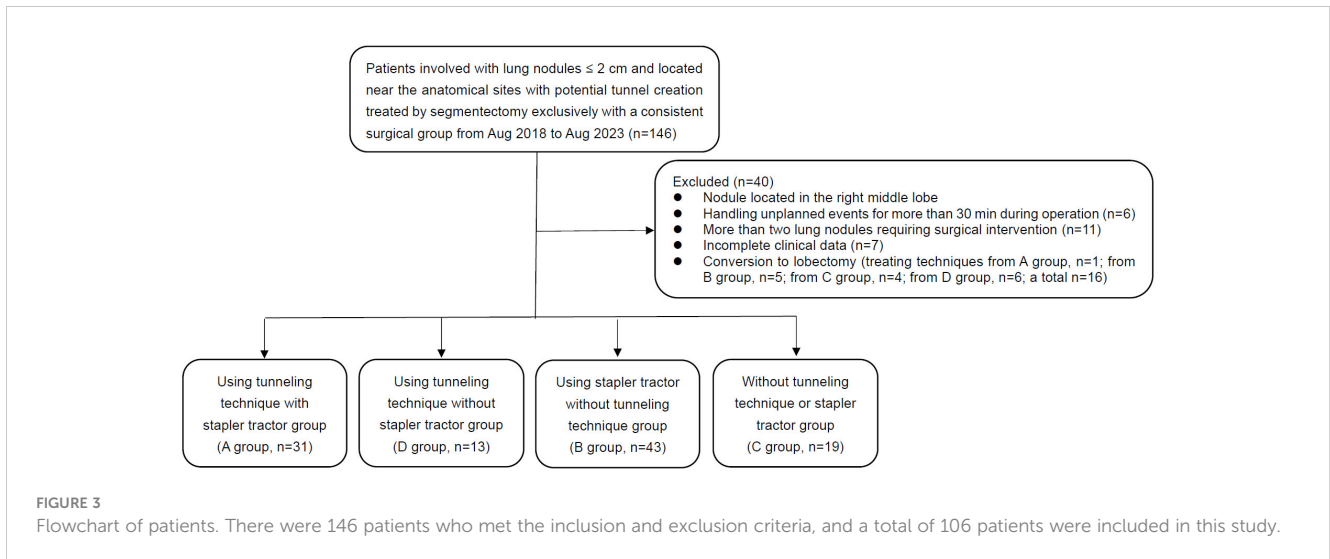 Patients involved with lung nodules ≤ 2 cm and located
near the anatomical sites with potential tunnel creation
treated by segmentectomy exclusively with a consistent
surgical group from Aug 2018 to Aug 2023 (n=146)
Excluded (n=40)
● Nodule located in the right middle lobe
● Handling unplanned events for more than 30 min during operation (n=6)
● More than two lung nodules requiring surgical intervention (n=11)
● Incomplete clinical data (n=7)
● Conversion to lobectomy (treating techniques from A group, n=1; from
B group, n=5; from C group, n=4; from D group, n=6; a total n=16)
Using tunneling
technique with
stapler tractor group
(A group, n=31)
Using tunneling
technique without
stapler tractor group
(D group, n=13)
Using stapler tractor
without tunneling
technique group
(B group, n=43)
Without tunneling
technique or stapler
tractor group
(C group, n=19)
FIGURE 3
Flowchart of patients. There were 146 patients who met the inclusion and exclusion criteria, and a total of 106 patients were included in this study.